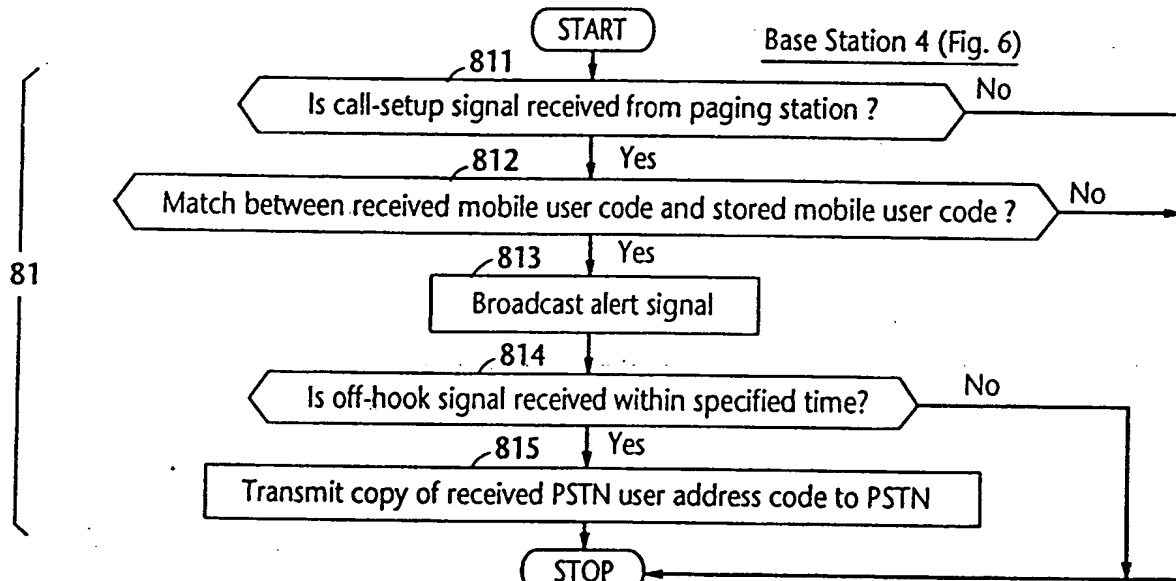 START
Base Station 4 (Fig. 6)
811
Is call-setup signal received from paging station ?
No
Yes
812
Match between received mobile user code and stored mobile user code ?
No
Yes
813
Broadcast alert signal
81
814
Is off-hook signal received within specified time?
No
Yes
815
Transmit copy of received PSTN user address code to PSTN
STOP